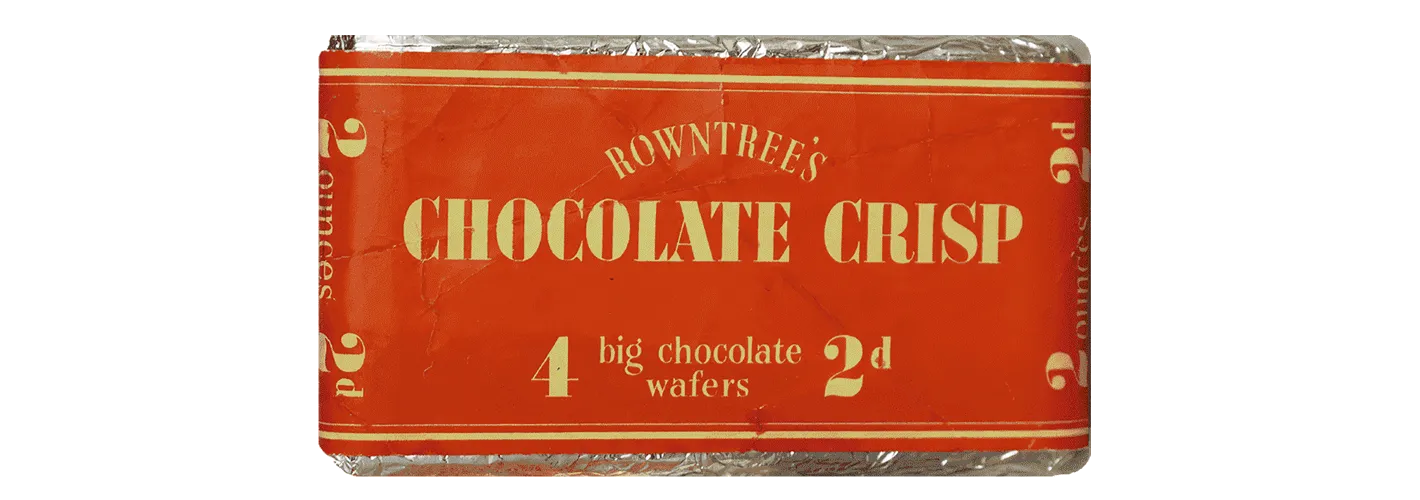 ROWNTREE'S
CHOCOLATE CRISP
4 big chocolate wafers 2d
2 ounces 2d
2 ounces 2d